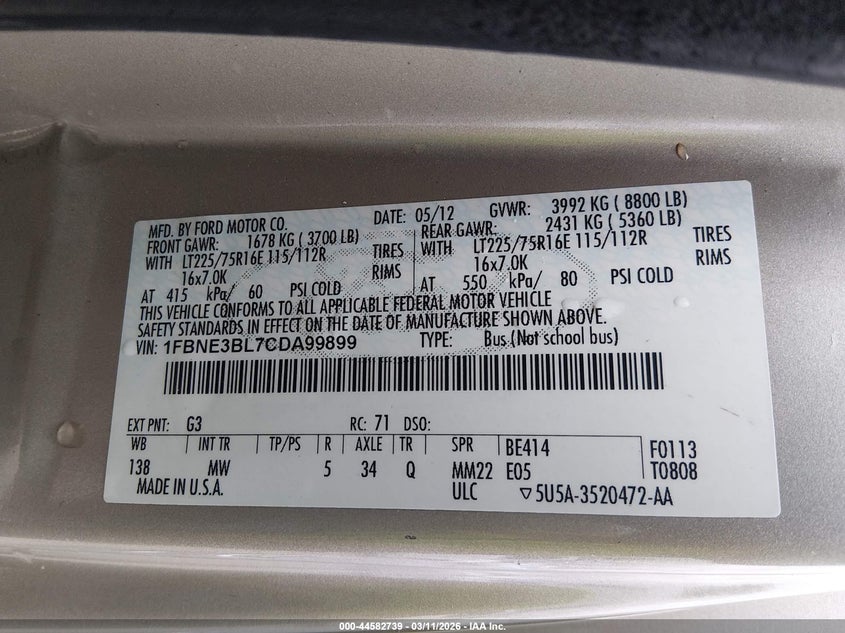 MFD. BY FORD MOTOR CO. DATE: 05/12 GVWR: 3992 KG ( 8800 LB)
FRONT GAWR: 1678 KG ( 3700 LB) REAR GAWR: 2431 KG ( 5360 LB)
WITH LT225/75R16E 115/112R TIRES WITH LT225/75R16E 115/112R TIRES
16x7.0K RIMS 16x7.0K RIMS
AT 415 kPa/ 60 PSI COLD AT 550 kPa/ 80 PSI COLD
THIS VEHICLE CONFORMS TO ALL APPLICABLE FEDERAL MOTOR VEHICLE
SAFETY STANDARDS IN EFFECT ON THE DATE OF MANUFACTURE SHOWN ABOVE.
VIN: 1FBNE3BL7CDA99899 TYPE: Bus (Not school bus)
EXT PNT: G3 RC: 71 DSO:
WB INT TR TP/PS R AXLE TR SPR BE414 F0113
138 MW 5 34 Q MM22 E05 T0808
MADE IN U.S.A. ULC ▽5U5A-3520472-AA
000-44582739 - 03/11/2026 - IAA Inc.